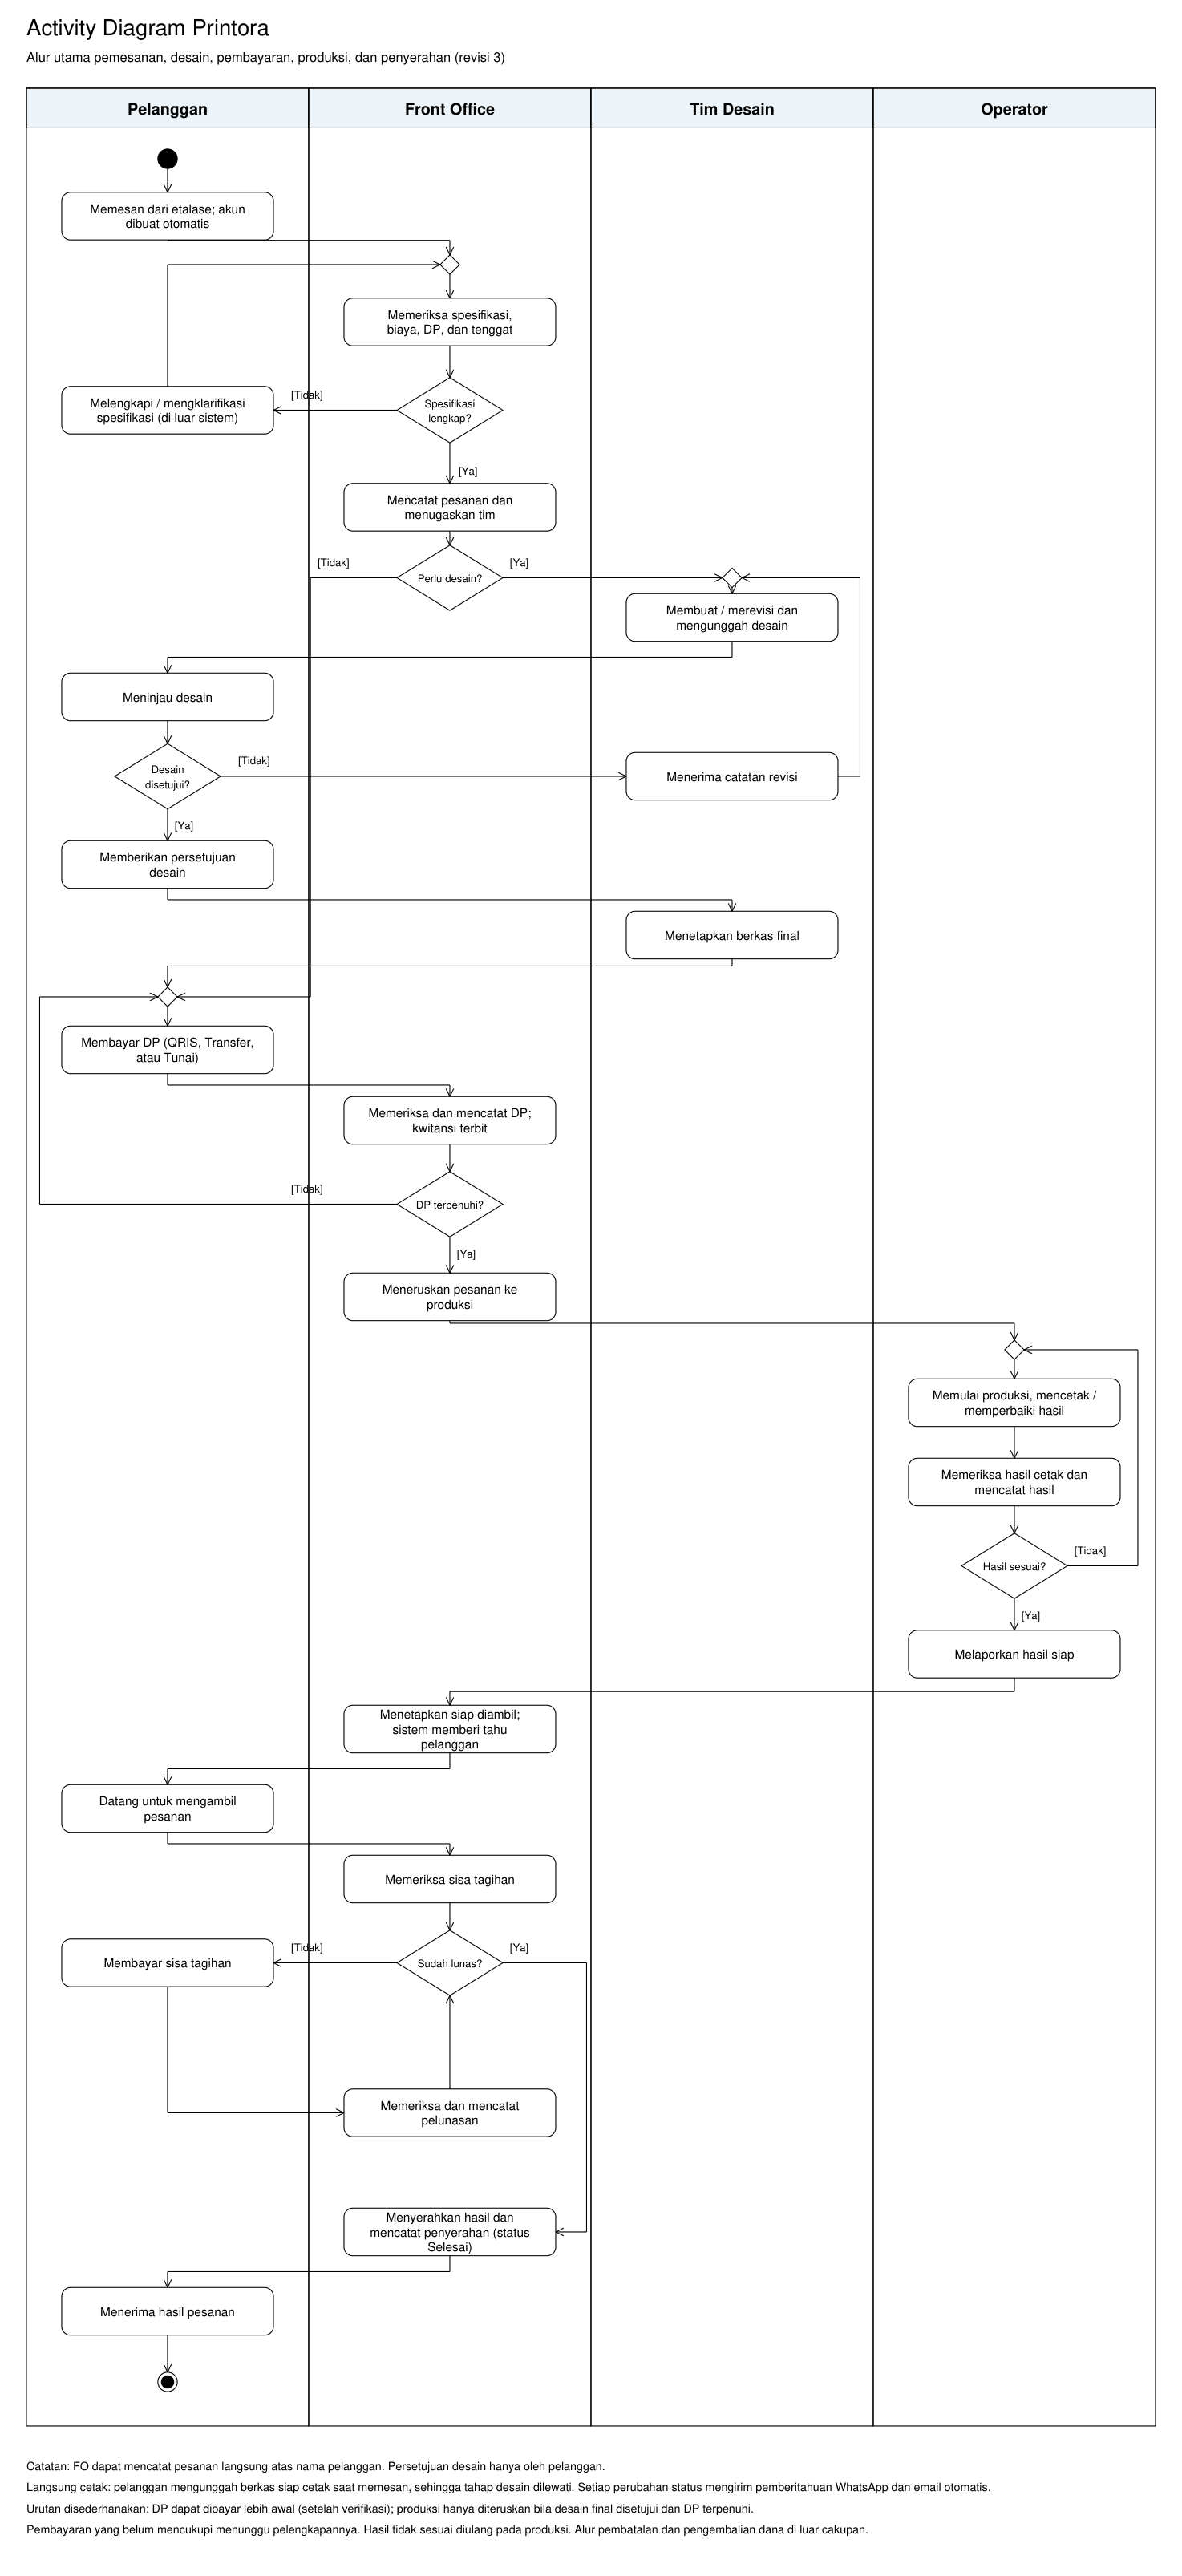 Activity Diagram Printora
Alur utama pemesanan, desain, pembayaran, produksi, dan penyerahan (revisi 3)
Pelanggan
Front Office
Tim Desain
Operator
Memesan dari etalase; akun
dibuat otomatis
Memeriksa spesifikasi,
biaya, DP, dan tenggat
Melengkapi / mengklarifikasi
spesifikasi (di luar sistem)
[Tidak]
Spesifikasi
lengkap?
[Ya]
Mencatat pesanan dan
menugaskan tim
[Tidak]
Perlu desain?
[Ya]
Membuat / merevisi dan
mengunggah desain
Meninjau desain
Desain
disetujui?
[Tidak]
Menerima catatan revisi
[Ya]
Memberikan persetujuan
desain
Menetapkan berkas final
Membayar DP (QRIS, Transfer,
atau Tunai)
Memeriksa dan mencatat DP;
kwitansi terbit
[Tidak]
DP terpenuhi?
[Ya]
Meneruskan pesanan ke
produksi
Memulai produksi, mencetak /
memperbaiki hasil
Memeriksa hasil cetak dan
mencatat hasil
Hasil sesuai?
[Tidak]
[Ya]
Melaporkan hasil siap
Menetapkan siap diambil;
sistem memberi tahu
pelanggan
Datang untuk mengambil
pesanan
Memeriksa sisa tagihan
Membayar sisa tagihan
[Tidak]
Sudah lunas?
[Ya]
Memeriksa dan mencatat
pelunasan
Menyerahkan hasil dan
mencatat penyerahan (status
Selesai)
Menerima hasil pesanan
Catatan: FO dapat mencatat pesanan langsung atas nama pelanggan. Persetujuan desain hanya oleh pelanggan.
Langsung cetak: pelanggan mengunggah berkas siap cetak saat memesan, sehingga tahap desain dilewati. Setiap perubahan status mengirim pemberitahuan WhatsApp dan email otomatis.
Urutan disederhanakan: DP dapat dibayar lebih awal (setelah verifikasi); produksi hanya diteruskan bila desain final disetujui dan DP terpenuhi.
Pembayaran yang belum mencukupi menunggu pelengkapannya. Hasil tidak sesuai diulang pada produksi. Alur pembatalan dan pengembalian dana di luar cakupan.